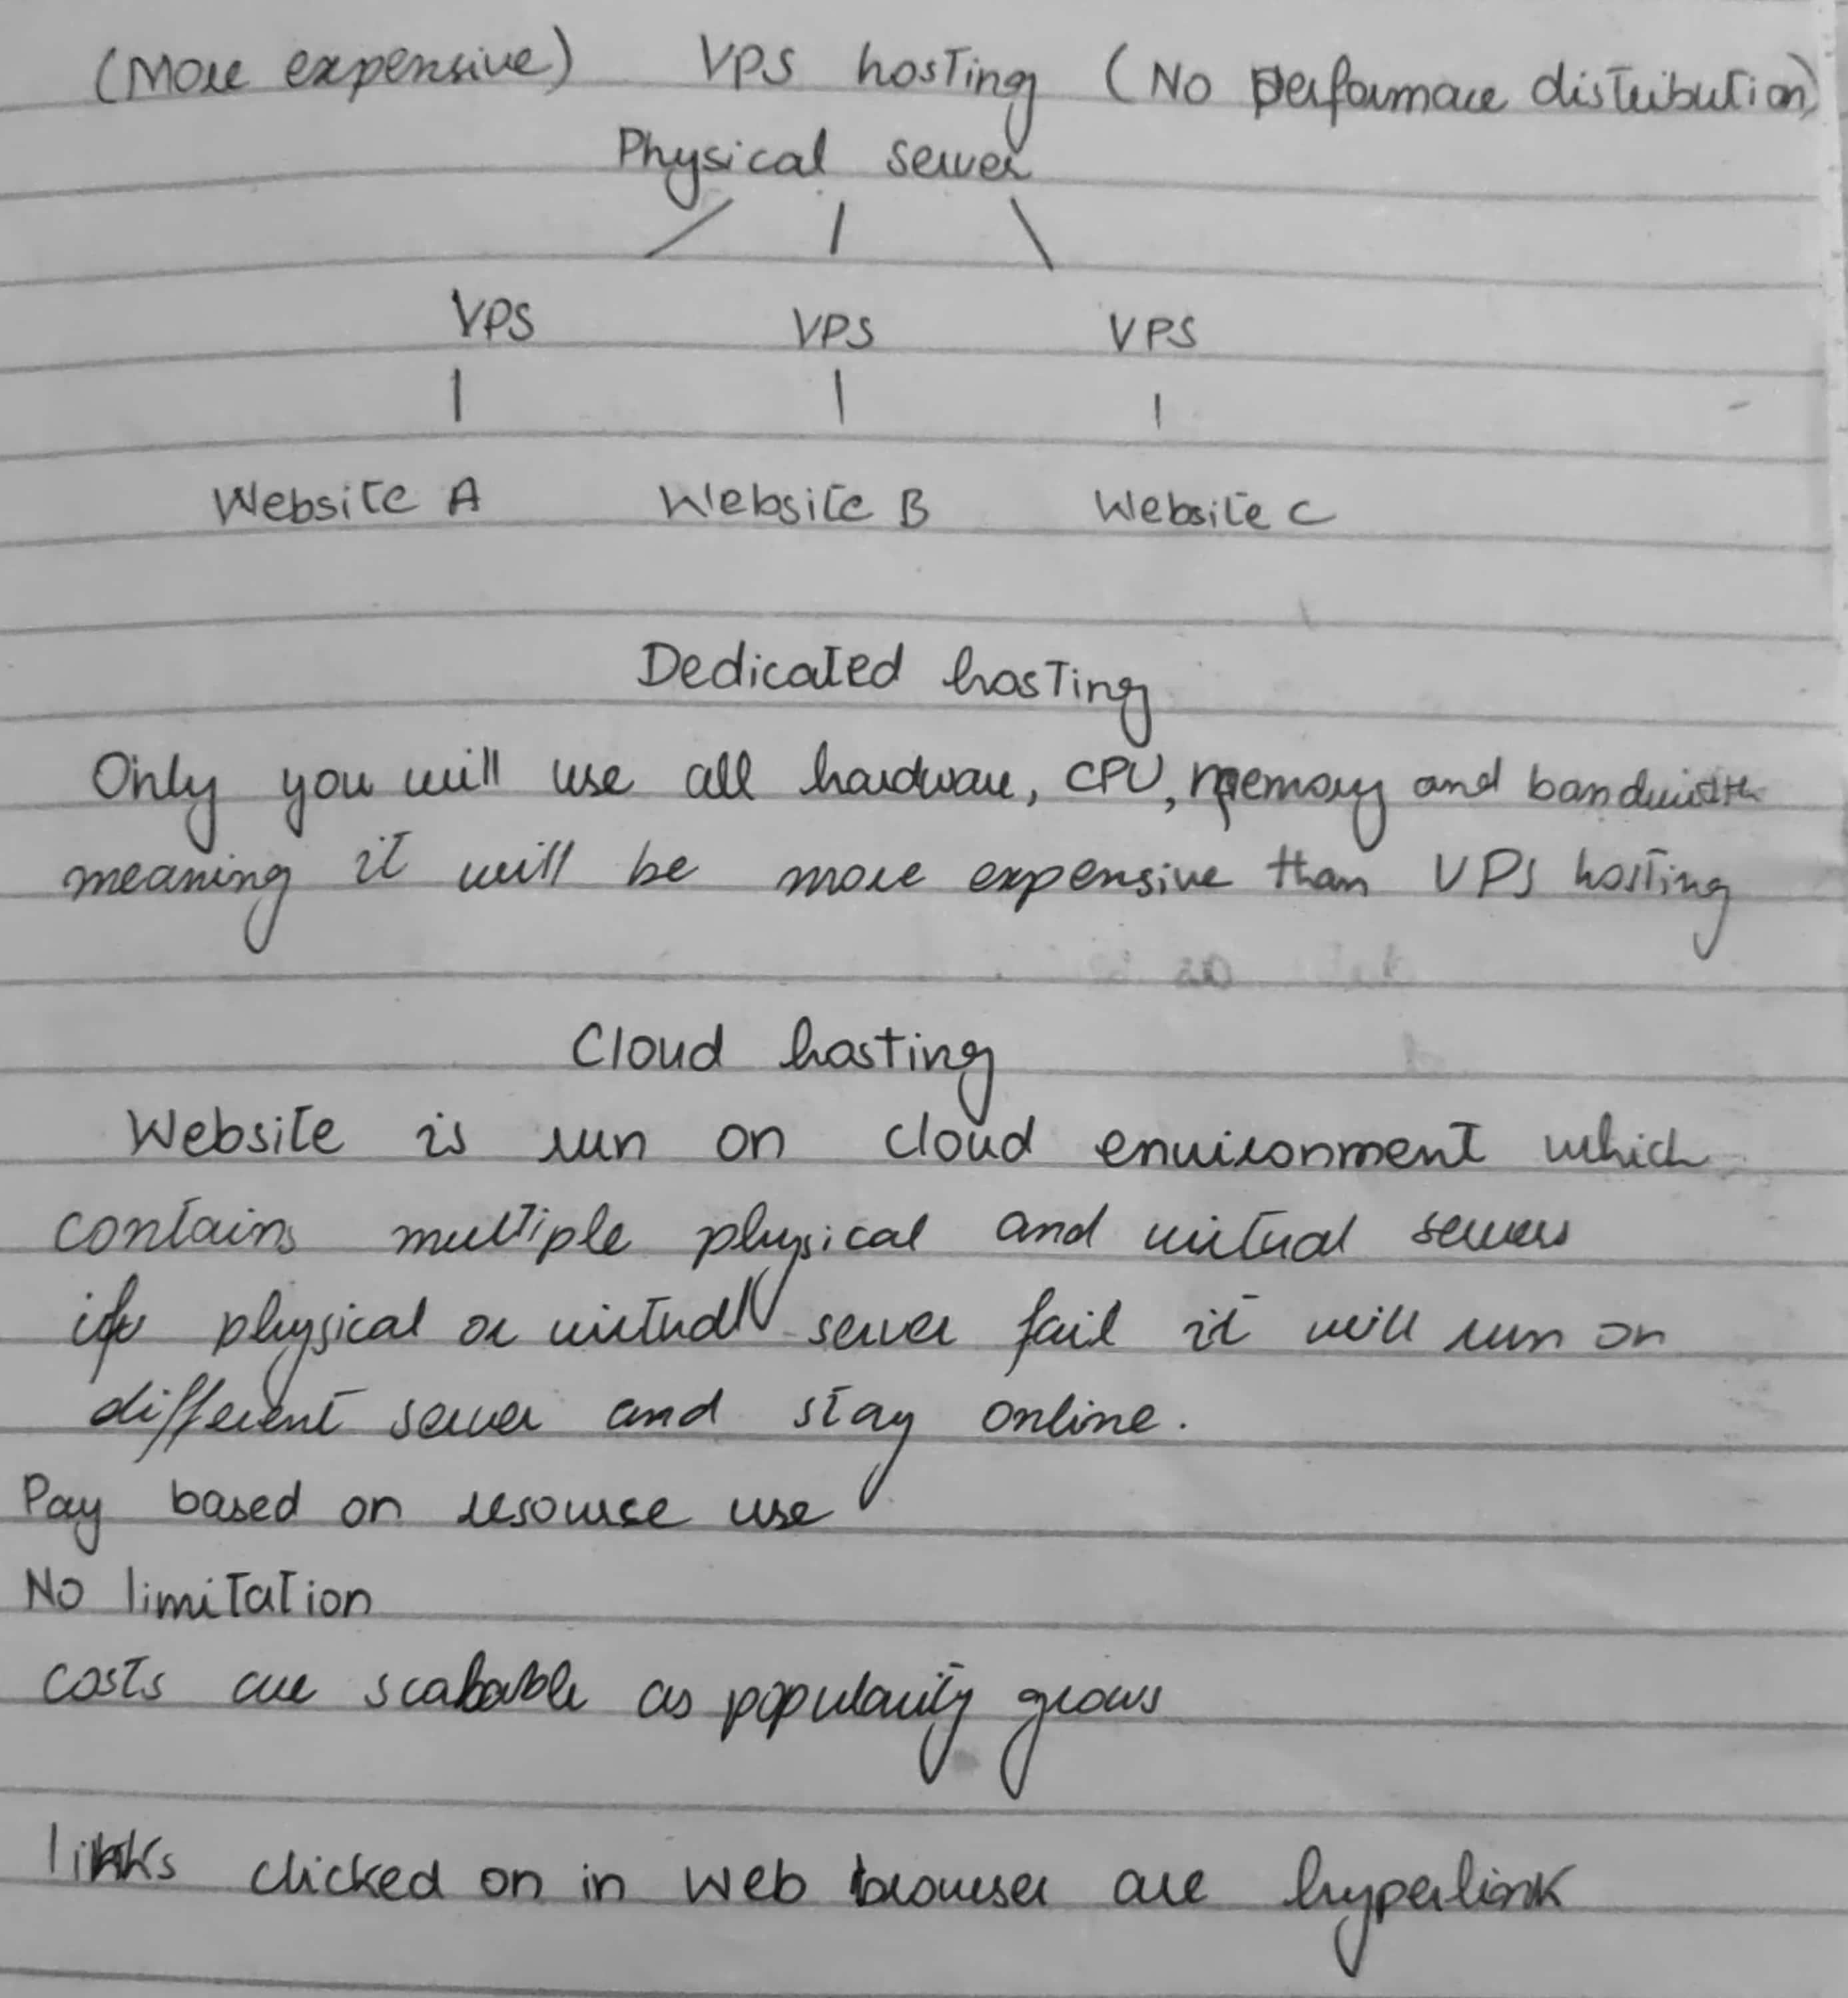 (More expensive) VPS hosting (No performace distribution)
Physical server
VPS VPS VPS
Website A Website B Website C
Dedicated hosting
Only you will use all hardware, CPU, memory and bandwidth
meaning it will be more expensive than VPS hosting
Cloud hosting
Website is run on cloud environment which
contains multiple physical and virtual servers
if physical or virtual server fail it will run on
different server and stay online.
Pay based on resource use
No limitation
costs are scalable as popularity grows
links clicked on in web browser are hyperlink